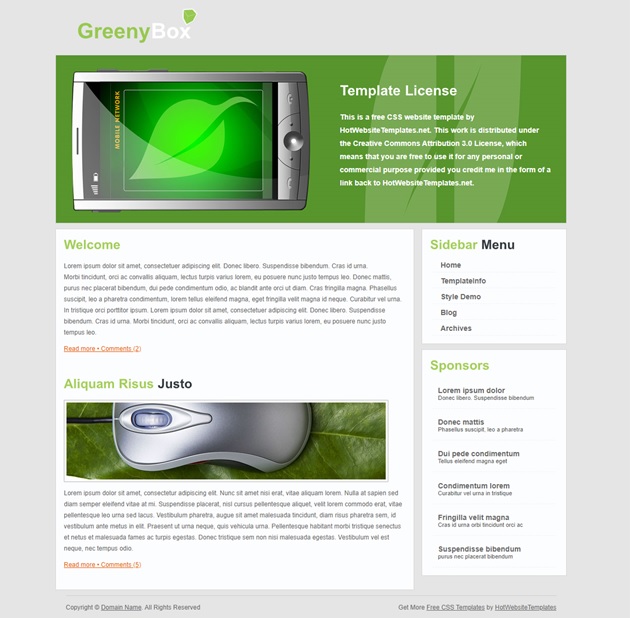 GreenyBox
MOBILE NETWORK
Template License
This is a free CSS website template by
HotWebsiteTemplates.net. This work is distributed under
the Creative Commons Attribution 3.0 License, which
means that you are free to use it for any personal or
commercial purpose provided you credit me in the form of a
link back to HotWebsiteTemplates.net.
Welcome
Lorem ipsum dolor sit amet, consectetuer adipiscing elit. Donec libero. Suspendisse bibendum. Cras id urna.
Morbi tincidunt, orci ac convallis aliquam, lectus turpis varius lorem, eu posuere nunc justo tempus leo. Donec mattis,
purus nec placerat bibendum, dui pede condimentum odio, ac blandit ante orci ut diam. Cras fringilla magna. Phasellus
suscipit, leo a pharetra condimentum, lorem tellus eleifend magna, eget fringilla velit magna id neque. Curabitur vel urna.
In tristique orci porttitor ipsum. Lorem ipsum dolor sit amet, consectetuer adipiscing elit. Donec libero. Suspendisse
bibendum. Cras id urna. Morbi tincidunt, orci ac convallis aliquam, lectus turpis varius lorem, eu posuere nunc justo
tempus leo.
Read more • Comments (2)
Aliquam Risus Justo
Lorem ipsum dolor sit amet, consectetur adipiscing elit. Nunc sit amet nisi erat, vitae aliquam lorem. Nulla at sapien sed
diam semper eleifend vitae at mi. Suspendisse placerat, nisl cursus pellentesque aliquet, velit lorem commodo erat, vitae
pellentesque leo urna sed lacus. Vestibulum pharetra, augue sit amet malesuada tincidunt, diam risus pharetra sem, id
vestibulum ante metus in elit. Praesent ut urna neque, quis vehicula urna. Pellentesque habitant morbi tristique senectus
et netus et malesuada fames ac turpis egestas. Donec tristique sem non nisi malesuada egestas. Vestibulum vel est
neque, nec tempus odio.
Read more • Comments (5)
Sidebar Menu
Home
Templateinfo
Style Demo
Blog
Archives
Sponsors
Lorem ipsum dolor
Donec libero. Suspendisse bibendum
Donec mattis
Phasellus suscipit, leo a pharetra
Dui pede condimentum
Tellus eleifend magna eget
Condimentum lorem
Curabitur vel urna in tristique
Fringilla velit magna
Cras id urna orbi tincidunt orci ac
Suspendisse bibendum
purus nec placerat bibendum
Copyright © Domain Name. All Rights Reserved
Get More Free CSS Templates by HotWebsiteTemplates